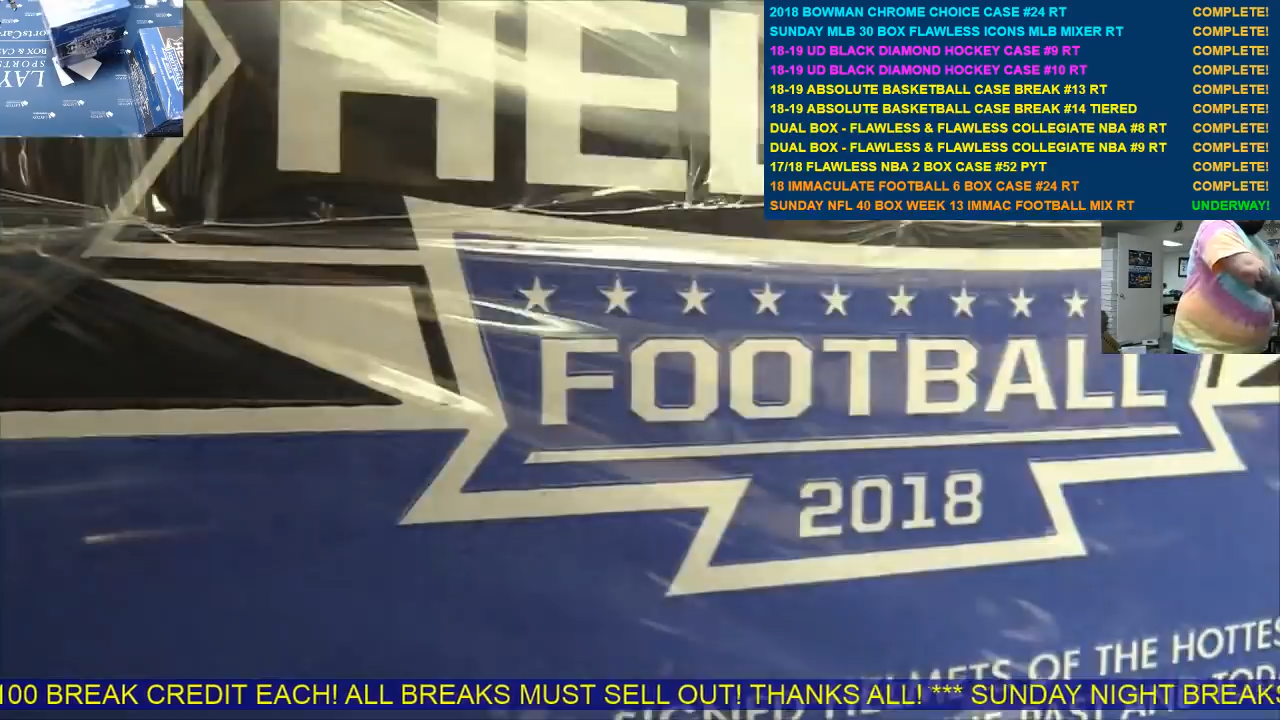 2018 BOWMAN CHROME CHOICE CASE #24 RT COMPLETE!
SUNDAY MLB 30 BOX FLAWLESS ICONS MLB MIXER RT COMPLETE!
18-19 UD BLACK DIAMOND HOCKEY CASE #9 RT COMPLETE!
18-19 UD BLACK DIAMOND HOCKEY CASE #10 RT COMPLETE!
18-19 ABSOLUTE BASKETBALL CASE BREAK #13 RT COMPLETE!
18-19 ABSOLUTE BASKETBALL CASE BREAK #14 TIERED COMPLETE!
DUAL BOX - FLAWLESS & FLAWLESS COLLEGIATE NBA #8 RT COMPLETE!
DUAL BOX - FLAWLESS & FLAWLESS COLLEGIATE NBA #9 RT COMPLETE!
17/18 FLAWLESS NBA 2 BOX CASE #52 PYT COMPLETE!
18 IMMACULATE FOOTBALL 6 BOX CASE #24 RT COMPLETE!
SUNDAY NFL 40 BOX WEEK 13 IMMAC FOOTBALL MIX RT UNDERWAY!
HEL
FOOTBALL
2018
HELMETS OF THE HOTTES
SIGNED
100 BREAK CREDIT EACH! ALL BREAKS MUST SELL OUT! THANKS ALL! *** SUNDAY NIGHT BREAKS